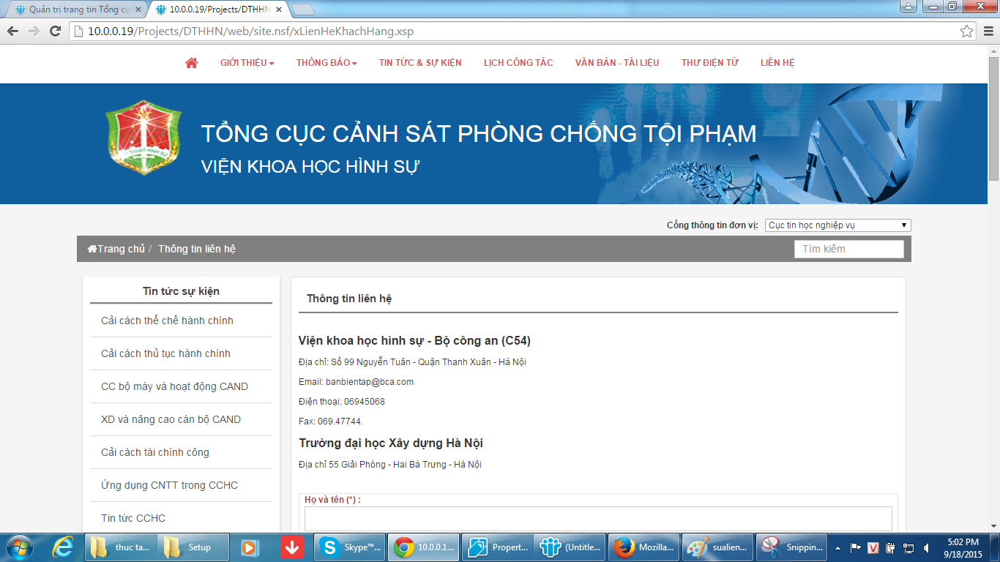 Quản trị trang tin Tổng cụ
10.0.0.19/Projects/DTHHN
10.0.0.19/Projects/DTHHN/web/site.nsf/xLienHeKhachHang.xsp
GIỚI THIỆU THÔNG BÁO TIN TỨC & SỰ KIỆN LỊCH CÔNG TÁC VĂN BẢN - TÀI LIỆU THƯ ĐIỆN TỬ LIÊN HỆ
TỔNG CỤC CẢNH SÁT PHÒNG CHỐNG TỘI PHẠM
VIỆN KHOA HỌC HÌNH SỰ
Cổng thông tin đơn vị: Cục tin học nghiệp vụ
Trang chủ / Thông tin liên hệ
Tìm kiếm
Tin tức sự kiện
Cải cách thể chế hành chính
Cải cách thủ tục hành chính
CC bộ máy và hoạt động CAND
XD và nâng cao cán bộ CAND
Cải cách tài chính công
Ứng dụng CNTT trong CCHC
Tin tức CCHC
Thông tin liên hệ
Viện khoa học hình sự - Bộ công an (C54)
Địa chỉ: Số 99 Nguyễn Tuân - Quận Thanh Xuân - Hà Nội
Email: banbientap@bca.com
Điện thoại: 06945068
Fax: 069.47744.
Trường đại học Xây dựng Hà Nội
Địa chỉ 55 Giải Phóng - Hai Bà Trưng - Hà Nội
Họ và tên (*) :
thuc ta... Setup Skype™... 10.0.0.1... Propert... (Untitle... Mozilla... sualien... Snippin...
5:02 PM
9/18/2015